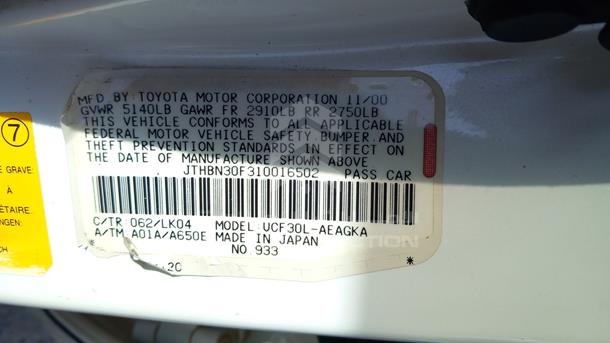 MFD BY:TOYOTA MOTOR CORPORATION 11/00
GVWR 5140LB GAWR FR 2910LB RR 2750LB
THIS VEHICLE CONFORMS TO ALL APPLICABLE
FEDERAL MOTOR VEHICLE SAFETY,BUMPER,AND
THEFT PREVENTION STANDARDS IN EFFECT ON
THE DATE OF MANUFACTURE SHOWN ABOVE
JTHBN30F310016502 PASS CAR
C/TR 062/LK04 MODEL:UCF30L-AEAGKA
A/TM A01A/A650E MADE IN JAPAN
NO.933
20
7
À
ÉTAIRE.
NGEN:
CH